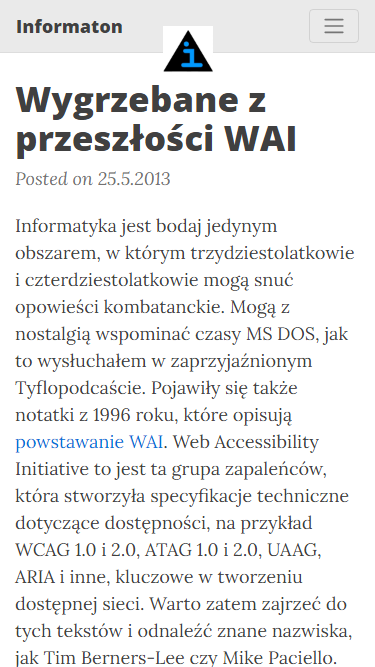 Informaton
i
Wygrzebane z
przeszłości WAI
Posted on 25.5.2013
Informatyka jest bodaj jedynym
obszarem, w którym trzydziestolatkowie
i czterdziestolatkowie mogą snuć
opowieści kombatanckie. Mogą z
nostalgią wspominać czasy MS DOS, jak
to wysłuchałem w zaprzyjaźnionym
Tyflopodcaście. Pojawiły się także
notatki z 1996 roku, które opisują
powstawanie WAI. Web Accessibility
Initiative to jest ta grupa zapaleńców,
która stworzyła specyfikacje techniczne
dotyczące dostępności, na przykład
WCAG 1.0 i 2.0, ATAG 1.0 i 2.0, UAAG,
ARIA i inne, kluczowe w tworzeniu
dostępnej sieci. Warto zatem zajrzeć do
tych tekstów i odnaleźć znane nazwiska,
jak Tim Berners-Lee czy Mike Paciello.